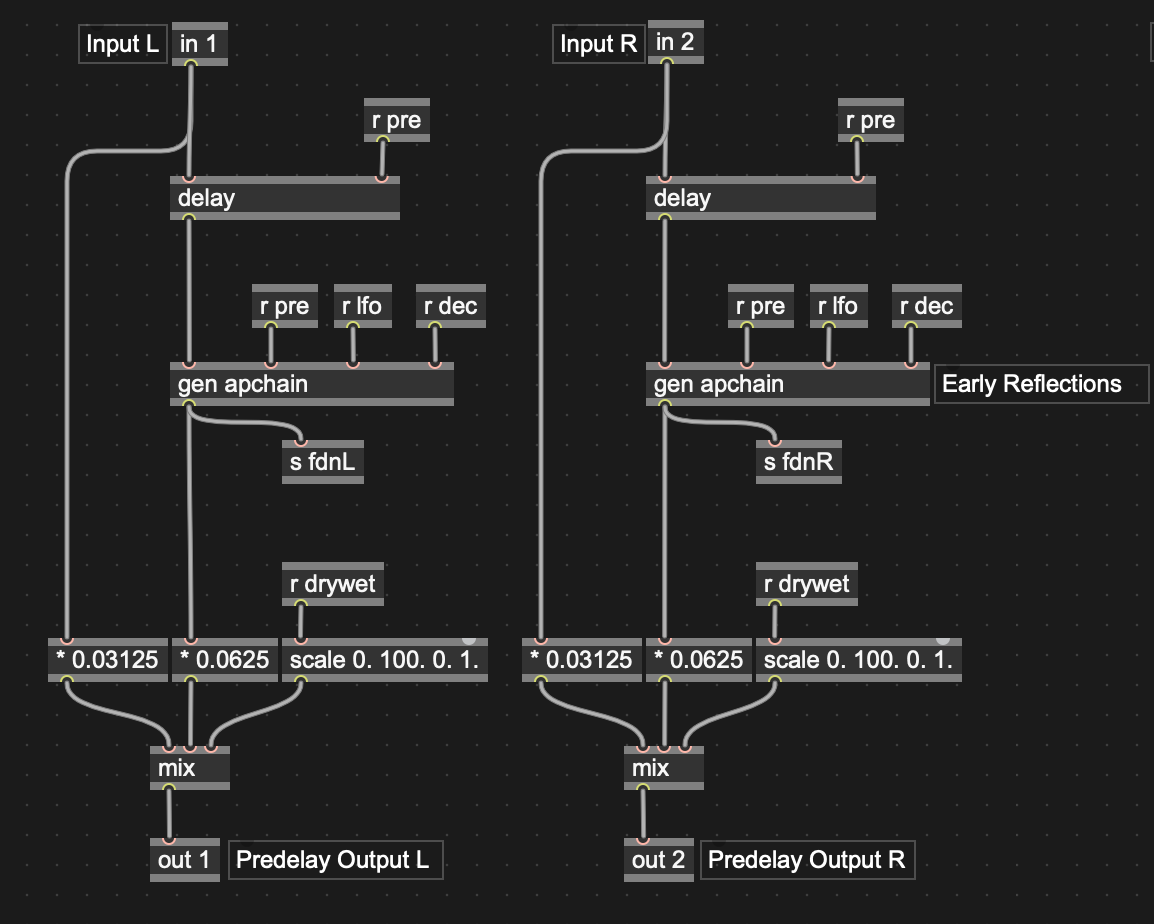 Input L
in 1
Input R
in 2
r pre
r pre
delay
delay
r pre
r lfo
r dec
r pre
r lfo
r dec
gen apchain
gen apchain
Early Reflections
s fdnL
s fdnR
r drywet
r drywet
* 0.03125
* 0.0625
scale 0. 100. 0. 1.
* 0.03125
* 0.0625
scale 0. 100. 0. 1.
mix
mix
out 1
Predelay Output L
out 2
Predelay Output R